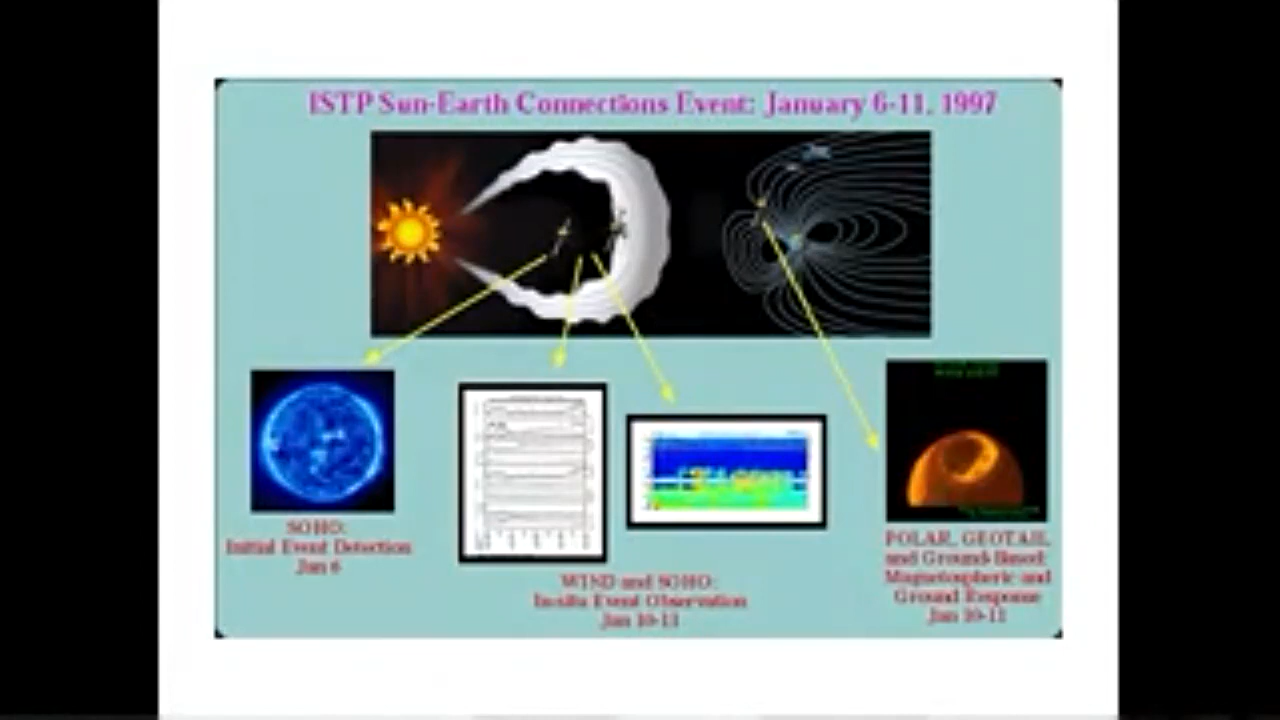 ISTP Sun-Earth Connections Event: January 6-11, 1997
SOHO:
Initial Event Detection
Jan 6
WIND and SOHO:
In-situ Event Observation
Jan 10-11
POLAR, GEOTAIL
and Ground-Based:
Magnetospheric and
Ground Response
Jan 10-11